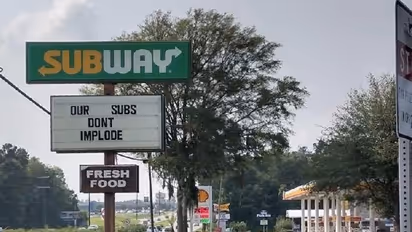 SUBWAY
OUR SUBS
DONT
IMPLODE
FRESH
FOOD